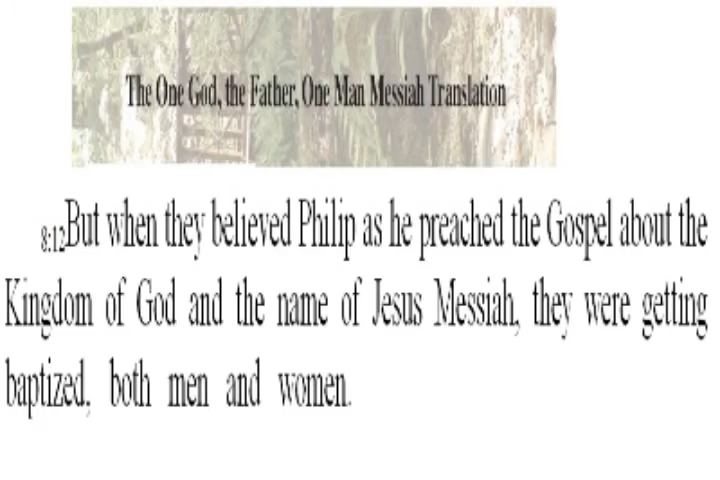 The One God, the Father, One Man Messiah Translation
8:12But when they believed Philip as he preached the Gospel about the
Kingdom of God and the name of Jesus Messiah, they were getting
baptized, both men and women.